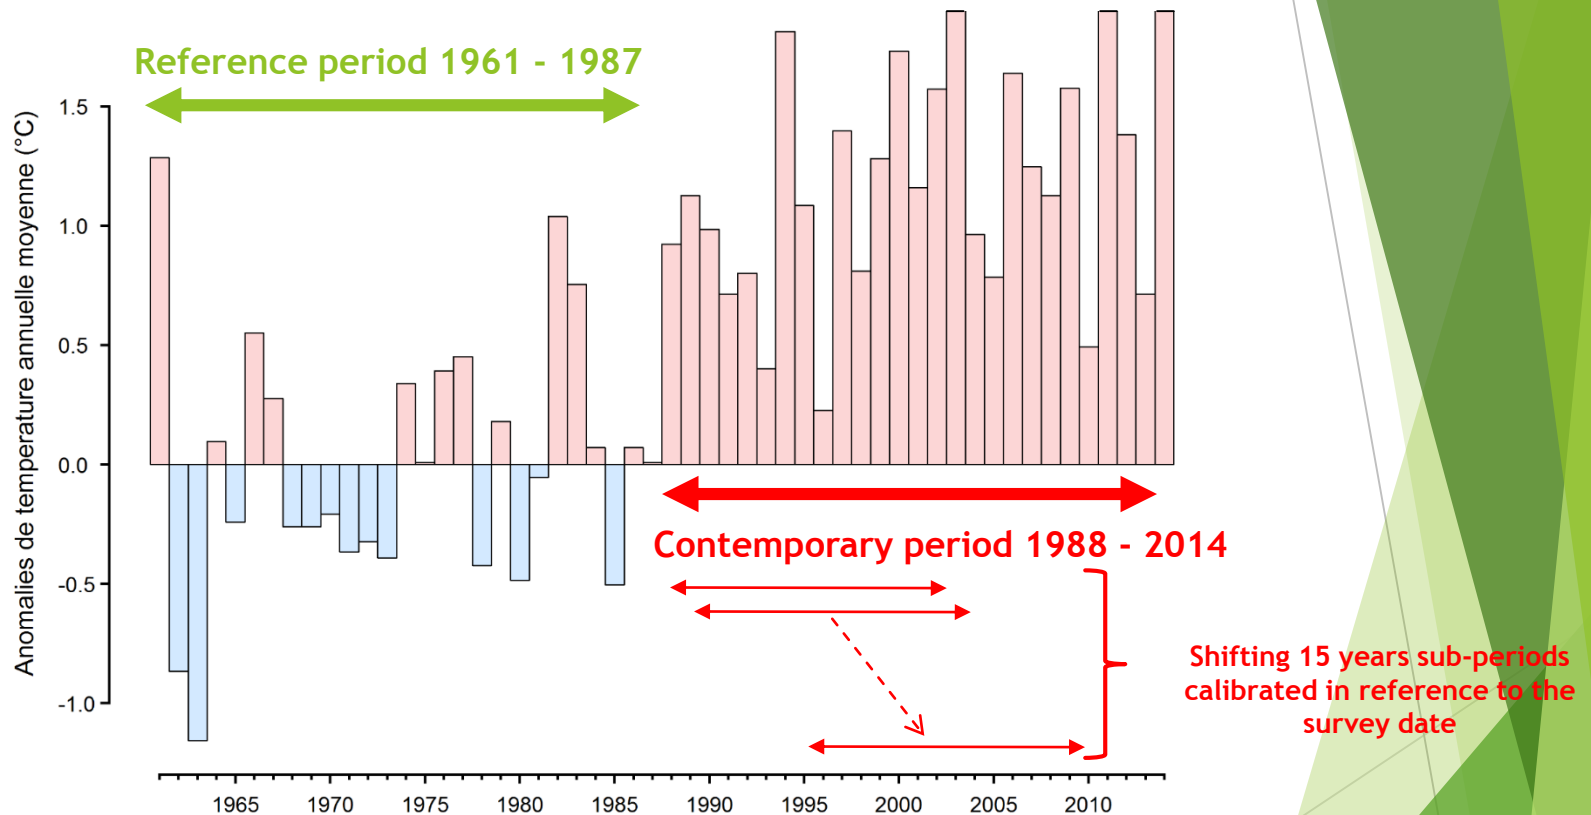 Reference period 1961 - 1987
Anomalies de temperature annuelle moyenne (°C)
1.5
1.0
0.5
0.0
-0.5
-1.0
Contemporary period 1988 - 2014
Shifting 15 years sub-periods
calibrated in reference to the
survey date
1965 1970 1975 1980 1985 1990 1995 2000 2005 2010